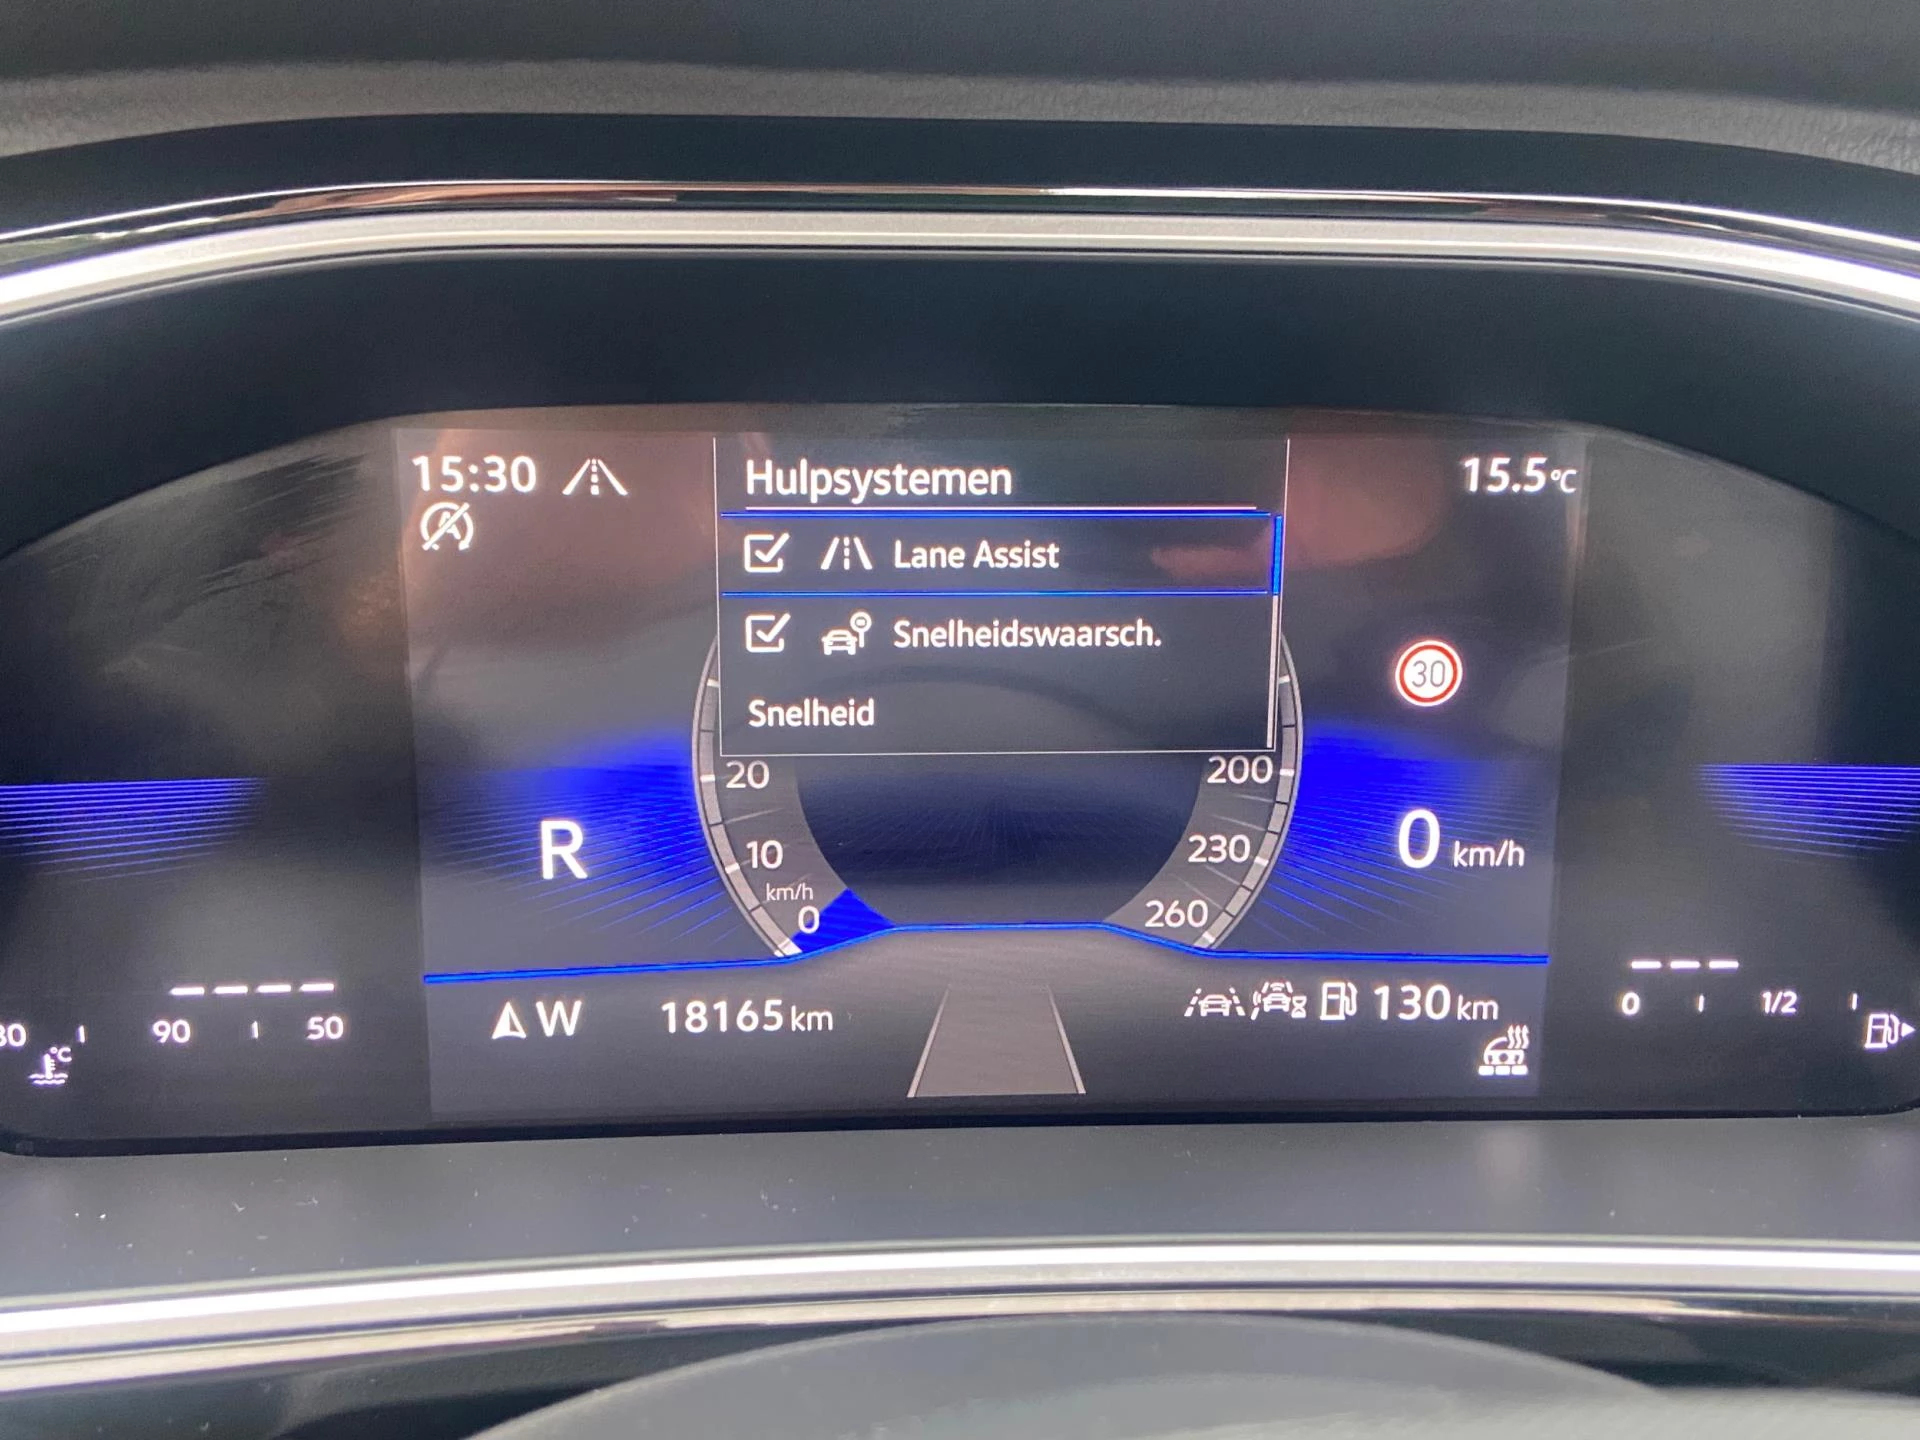 15:30
Hulpsystemen
15.5°C
Lane Assist
Snelheidswaarsch.
30
Snelheid
20
200
R
10
230
0 km/h
km/h
0
260
W
18165 km
130 km
90
50
°C
0
1/2